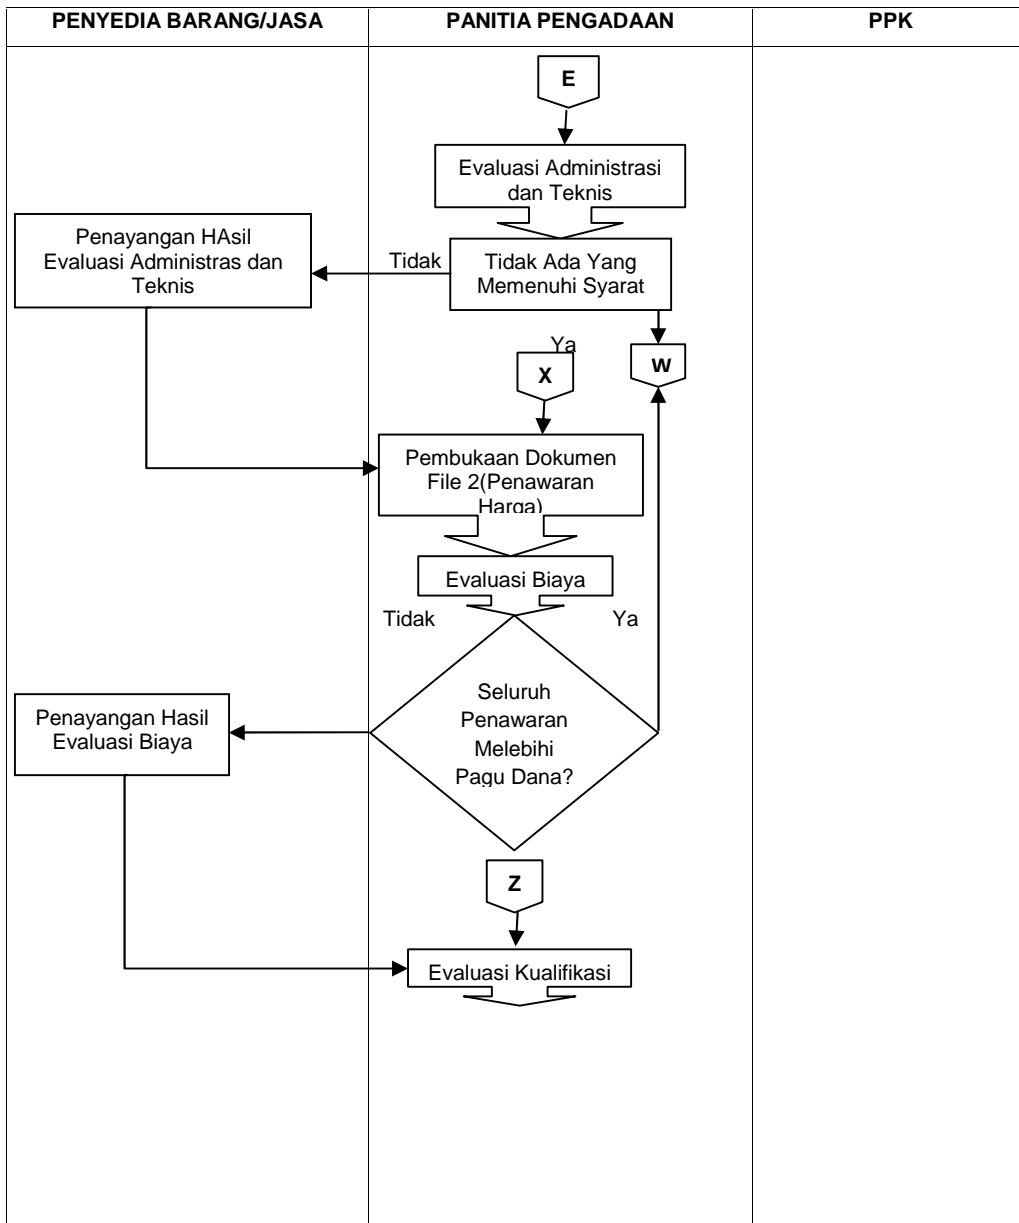 PENYEDIA BARANG/JASA
PANITIA PENGADAAN
PPK
E
Evaluasi Administrasi
dan Teknis
Penayangan HAsil
Evaluasi Administras dan
Teknis
Tidak
Tidak Ada Yang
Memenuhi Syarat
Ya
X
W
Pembukaan Dokumen
File 2(Penawaran
Harga)
Evaluasi Biaya
Tidak
Ya
Seluruh
Penawaran
Melebihi
Pagu Dana?
Penayangan Hasil
Evaluasi Biaya
Z
Evaluasi Kualifikasi